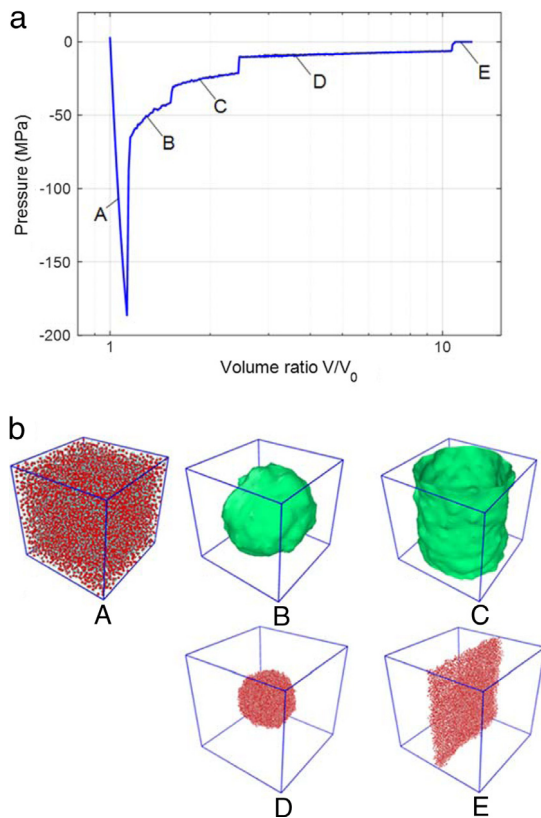 a
0
-50
-100
-150
-200
Pressure (MPa)
A
B
C
D
E
1
10
Volume ratio V/V₀
b
A
B
C
D
E